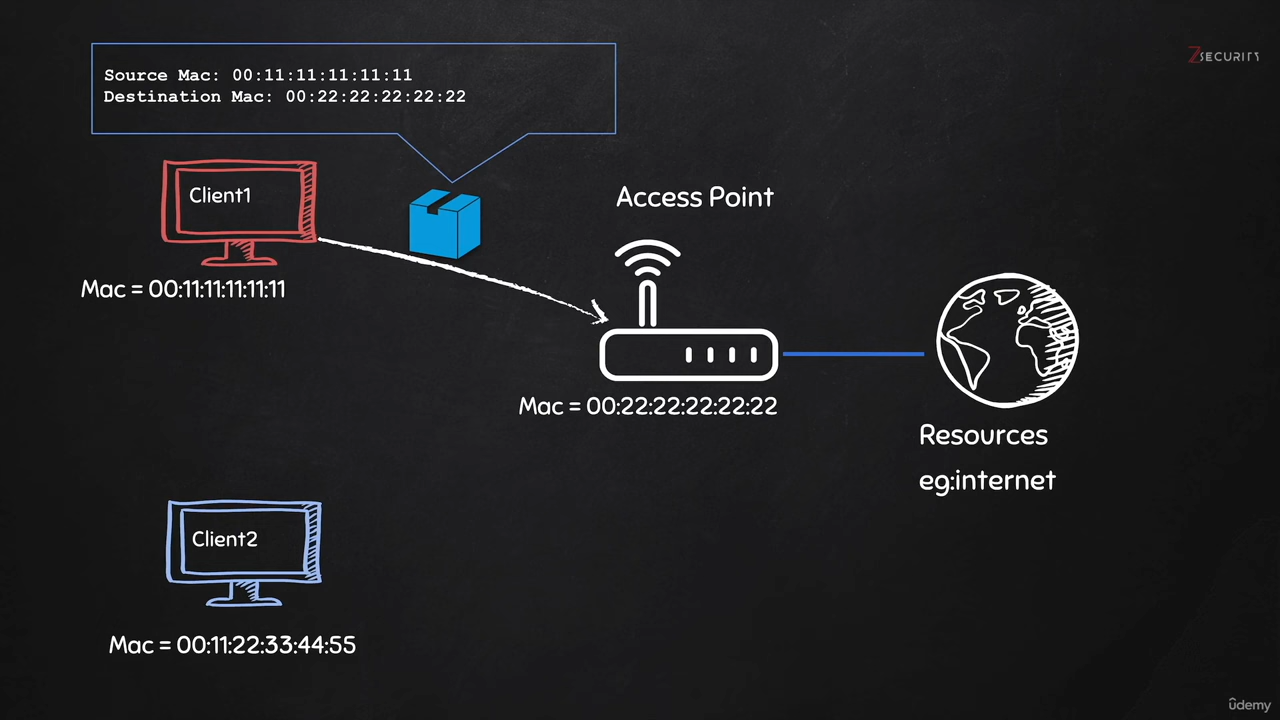 Source Mac: 00:11:11:11:11:11
Destination Mac: 00:22:22:22:22:22
ZSECURITY
Client1
Access Point
Mac = 00:11:11:11:11:11
Mac = 00:22:22:22:22:22
Resources
eg:internet
Client2
Mac = 00:11:22:33:44:55
ûdemy